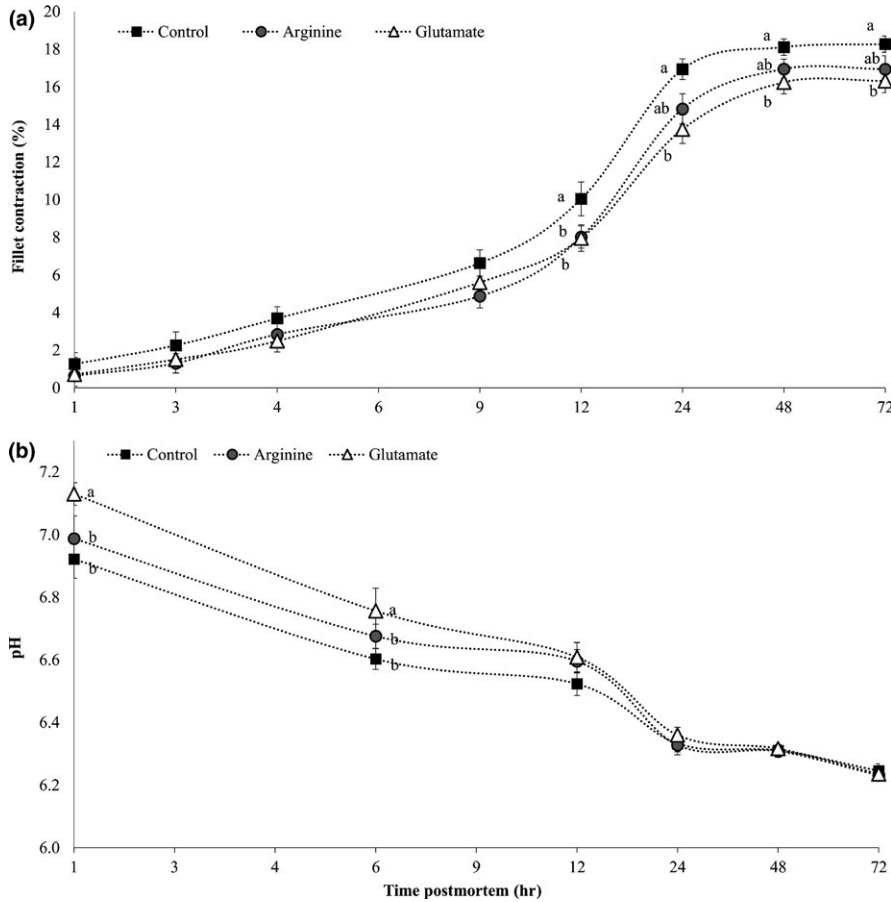 (a)
Control Arginine Glutamate
Fillet contraction (%)
20
18
16
14
12
10
8
6
4
2
0
a
a
a
ab
ab
ab
b
b
b
a
b
b
1 3 4 6 9 12 24 48 72
(b)
Control Arginine Glutamate
pH
7.2
7.0
6.8
6.6
6.4
6.2
6.0
a
b
b
a
b
b
1 3 4 6 9 12 24 48 72
Time postmortem (hr)